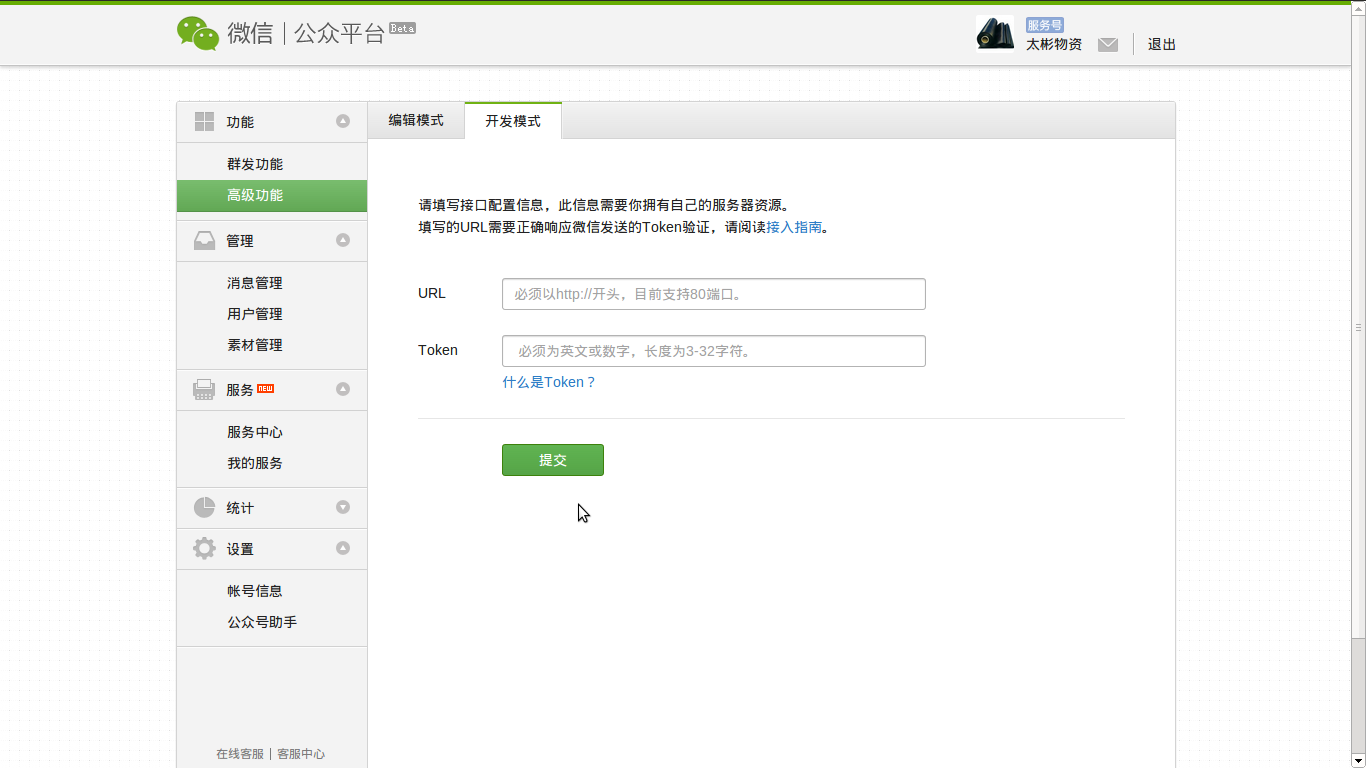 微信 | 公众平台 Beta
服务号
太彬物资
退出
功能
群发功能
高级功能
管理
消息管理
用户管理
素材管理
服务 NEW
服务中心
我的服务
统计
设置
帐号信息
公众号助手
在线客服 | 客服中心
编辑模式
开发模式
请填写接口配置信息，此信息需要你拥有自己的服务器资源。
填写的URL需要正确响应微信发送的Token验证，请阅读接入指南。
URL
必须以http://开头，目前支持80端口。
Token
必须为英文或数字，长度为3-32字符。
什么是Token？
提交